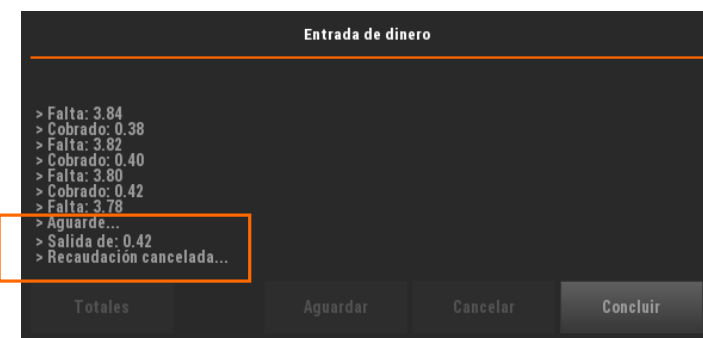 Entrada de dinero
> Falta: 3.84
> Cobrado: 0.38
> Falta: 3.82
> Cobrado: 0.40
> Falta: 3.80
> Cobrado: 0.42
> Falta: 3.78
> Aguarde...
> Salida de: 0.42
> Recaudación cancelada...
Totales Aguardar Cancelar Concluir